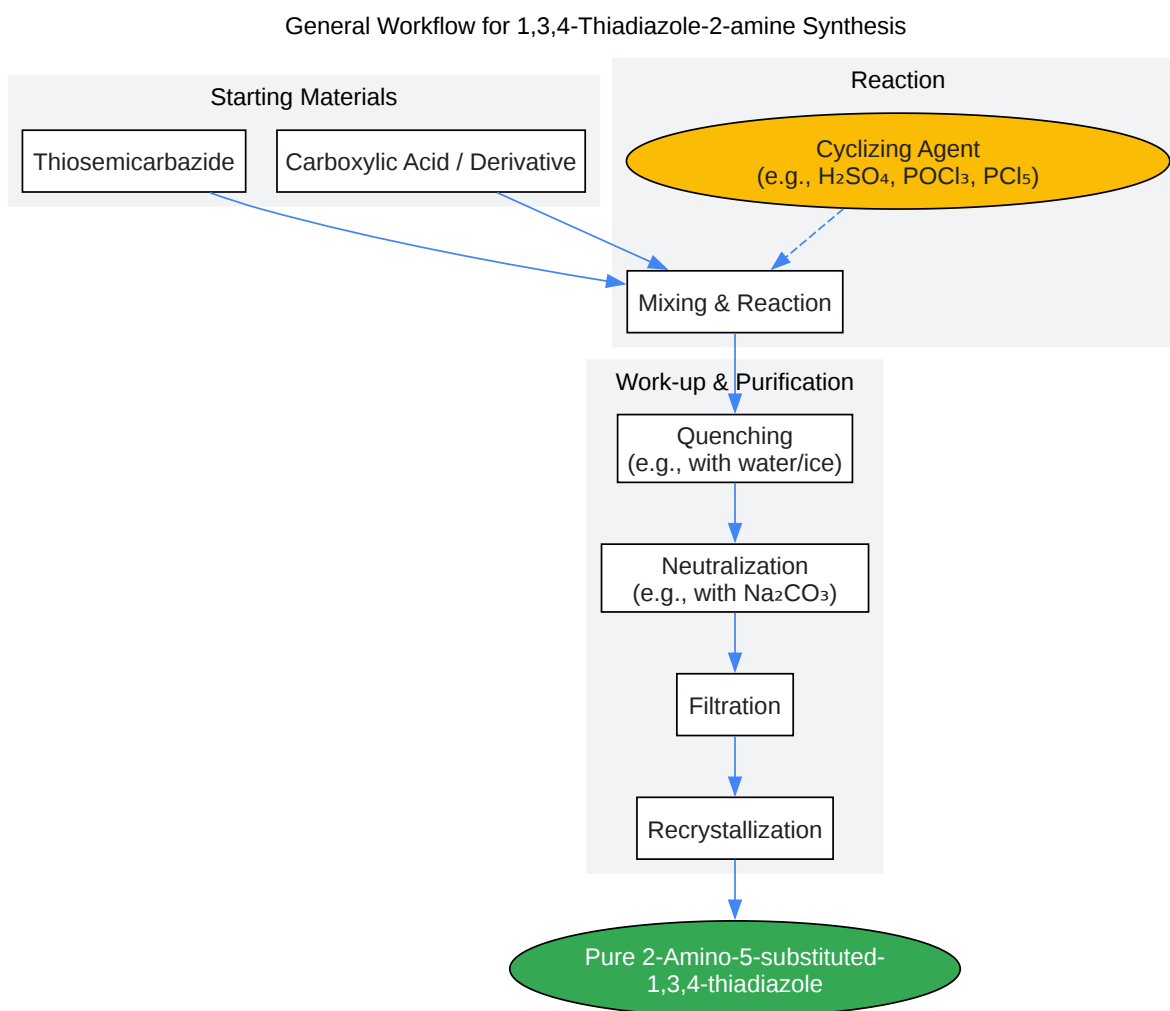 General Workflow for 1,3,4-Thiadiazole-2-amine Synthesis
Starting Materials
Thiosemicarbazide
Carboxylic Acid / Derivative
Reaction
Cyclizing Agent
(e.g., H₂SO₄, POCl₃, PCl₅)
Mixing & Reaction
Work-up & Purification
Quenching
(e.g., with water/ice)
Neutralization
(e.g., with Na₂CO₃)
Filtration
Recrystallization
Pure 2-Amino-5-substituted-
1,3,4-thiadiazole